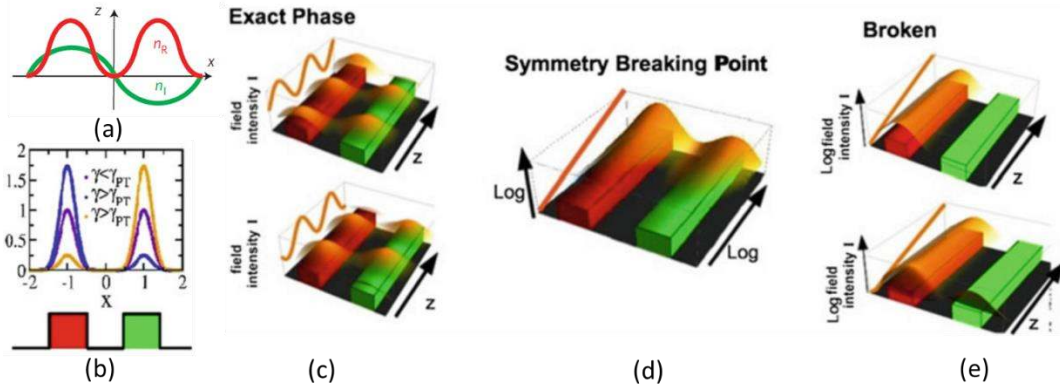 z
n_R
x
n_I
(a)
2
1.5
1
0.5
0
γ<γ_PT
γ>γ_PT
γ>γ_PT
-2 -1 0 1 2
X
(b)
Exact Phase
field
intensity I
z
field
intensity I
z
(c)
Symmetry Breaking Point
Log
Log
(d)
Broken
Log field
intensity I
z
Log field
intensity I
z
(e)